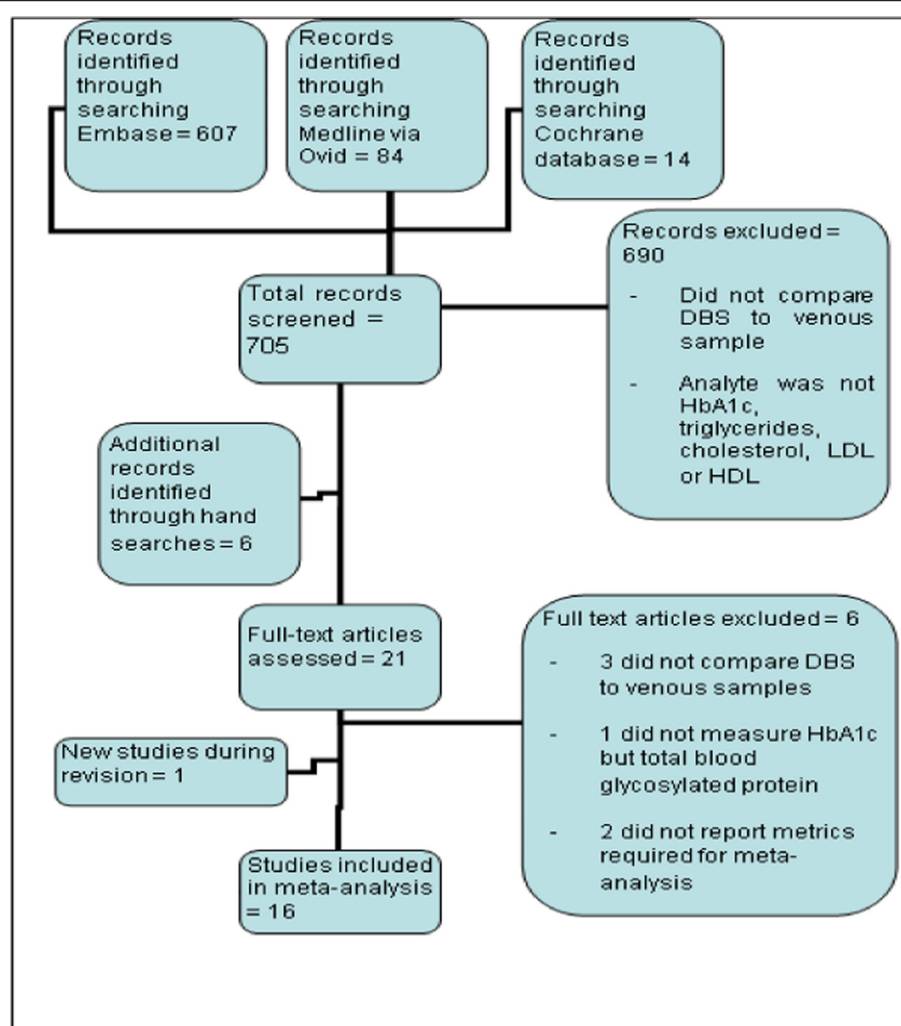 Records
identified
through
searching
Embase = 607
Records
identified
through
searching
Medline via
Ovid = 84
Records
identified
through
searching
Cochrane
database = 14
Records excluded =
690
- Did not compare
DBS to venous
sample
- Analyte was not
HbA1c,
triglycerides,
cholesterol, LDL
or HDL
Total records
screened =
705
Additional
records
identified
through hand
searches = 6
Full-text articles
assessed = 21
Full text articles excluded = 6
- 3 did not compare DBS
to venous samples
- 1 did not measure HbA1c
but total blood
glycosylated protein
- 2 did not report metrics
required for meta-
analysis
New studies during
revision = 1
Studies included
in meta-analysis
= 16